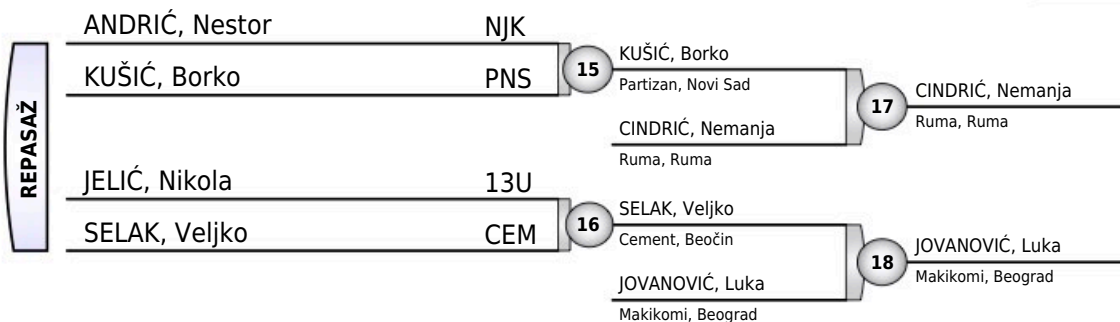 REPASAŽ
ANDRIĆ, Nestor NJK
KUŠIĆ, Borko PNS
15
KUŠIĆ, Borko
Partizan, Novi Sad
CINDRIĆ, Nemanja
Ruma, Ruma
17
CINDRIĆ, Nemanja
Ruma, Ruma
JELIĆ, Nikola 13U
SELAK, Veljko CEM
16
SELAK, Veljko
Cement, Beočin
JOVANOVIĆ, Luka
Makikomi, Beograd
18
JOVANOVIĆ, Luka
Makikomi, Beograd